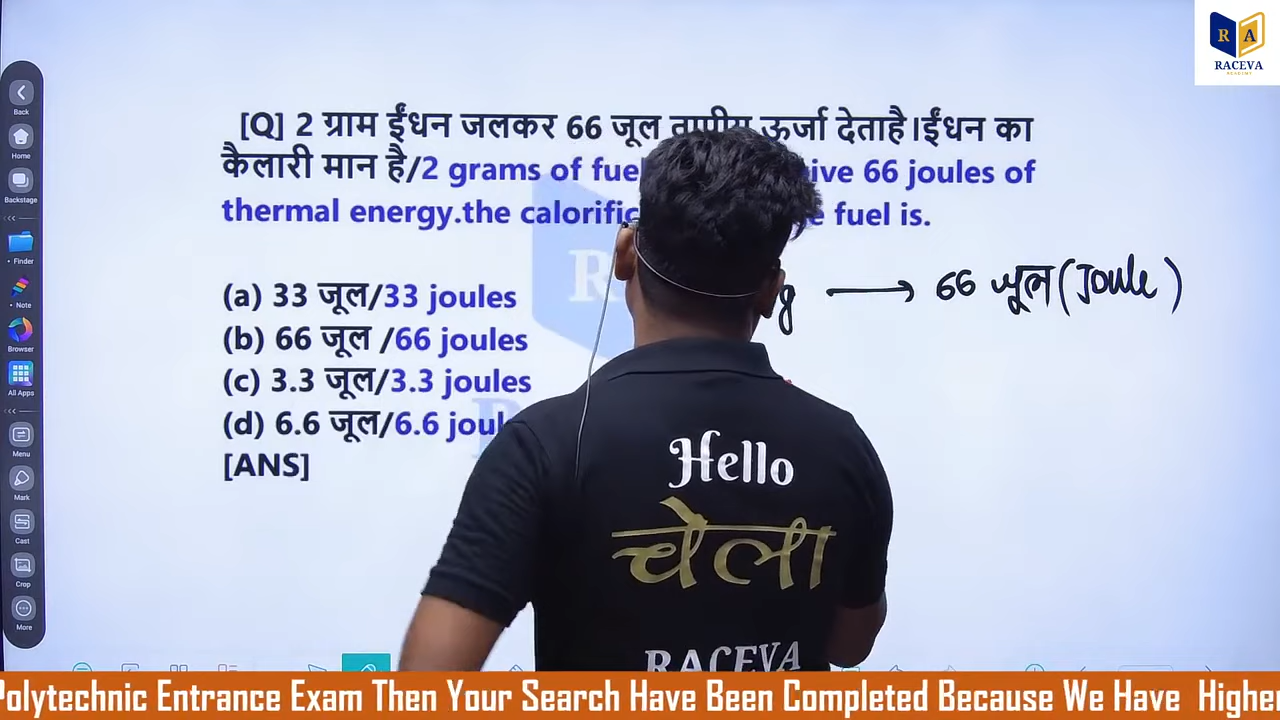 RA
RACEVA
ACADEMY
[Q] 2 ग्राम ईंधन जलकर 66 जूल तापीय ऊर्जा देताहै।ईंधन का
कैलारी मान है/2 grams of fuel ive 66 joules of
thermal energy.the calorific e fuel is.
g → 66 जूल (Joule)
(a) 33 जूल/33 joules
(b) 66 जूल /66 joules
(c) 3.3 जूल/3.3 joules
(d) 6.6 जूल/6.6 joul
[ANS]
Hello
चेला
RACEVA
Back
Home
Backstage
Finder
Note
Browser
All Apps
Menu
Mark
Cast
Crop
More
Polytechnic Entrance Exam Then Your Search Have Been Completed Because We Have Higher